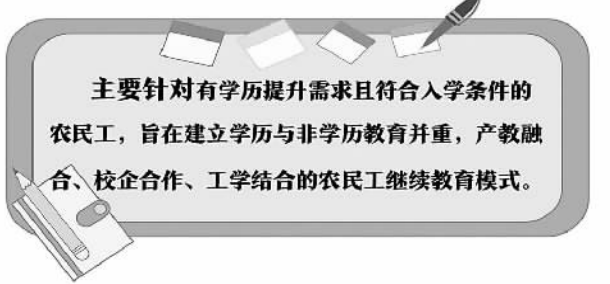 主要针对有学历提升需求且符合入学条件的
农民工，旨在建立学历与非学历教育并重，产教融
合、校企合作、工学结合的农民工继续教育模式。